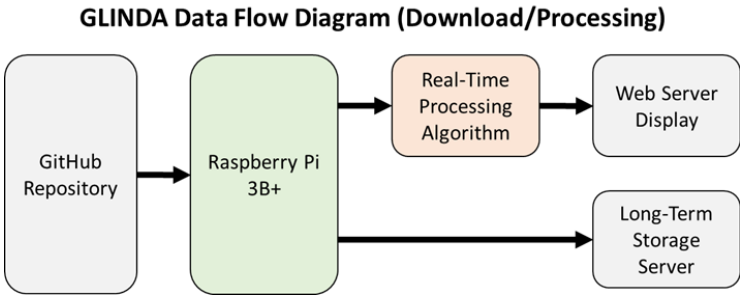 GLINDA Data Flow Diagram (Download/Processing)
GitHub
Repository
Raspberry Pi
3B+
Real-Time
Processing
Algorithm
Web Server
Display
Long-Term
Storage
Server